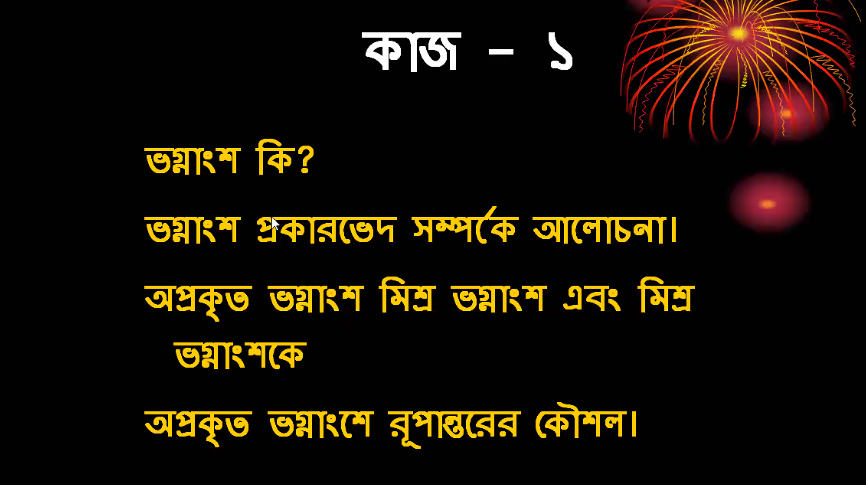 কাজ - ১
ভগ্নাংশ কি?
ভগ্নাংশ প্রকারভেদ সম্পর্কে আলোচনা।
অপ্রকৃত ভগ্নাংশ মিশ্র ভগ্নাংশ এবং মিশ্র
ভগ্নাংশকে
অপ্রকৃত ভগ্নাংশে রূপান্তরের কৌশল।